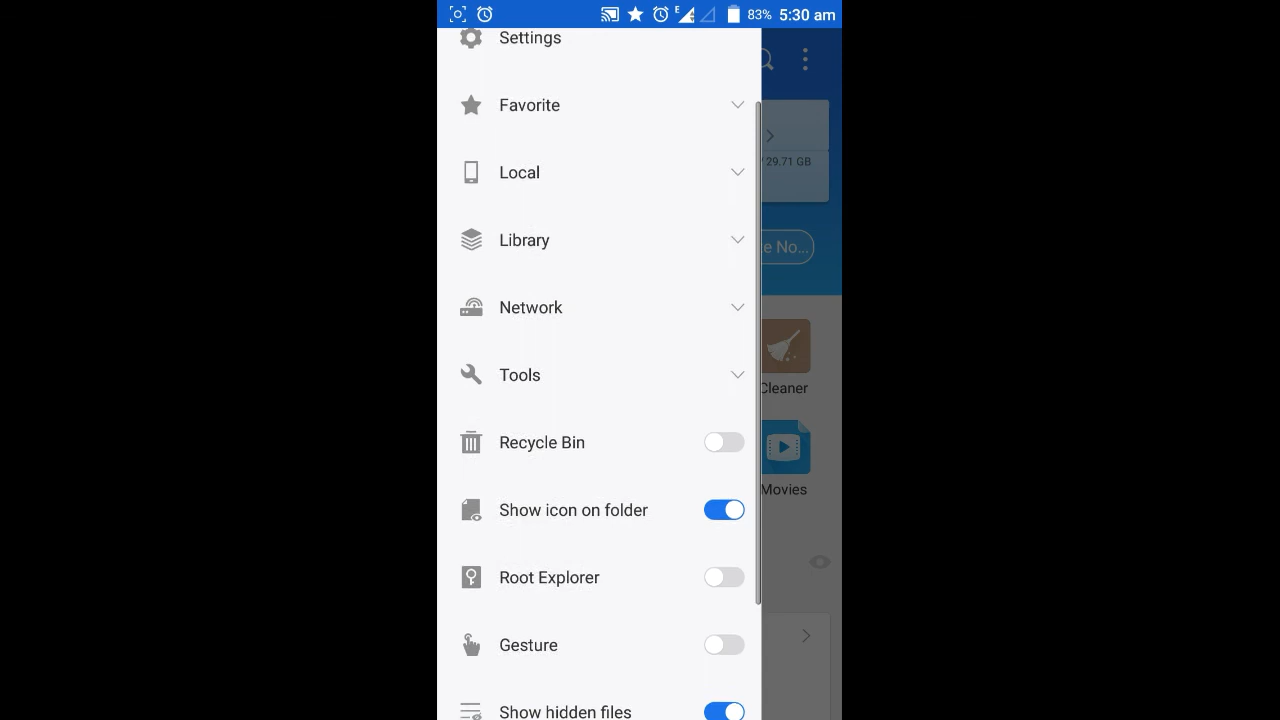 E 83% 5:30 am
Settings
Favorite
Local
29.71 GB
Library
e No...
Network
Tools
Cleaner
Recycle Bin
Movies
Show icon on folder
Root Explorer
Gesture
Show hidden files